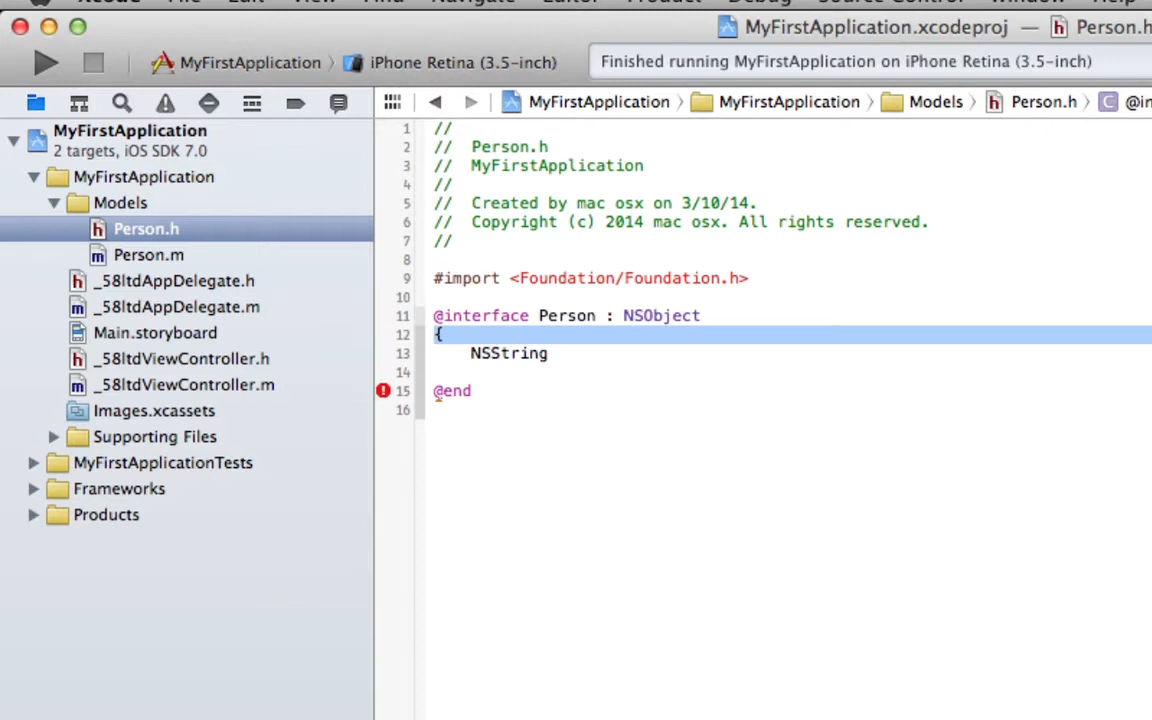 MyFirstApplication.xcodeproj — Person.h
MyFirstApplication 〉 iPhone Retina (3.5-inch)
Finished running MyFirstApplication on iPhone Retina (3.5-inch)
MyFirstApplication 〉 MyFirstApplication 〉 Models 〉 Person.h 〉 C
MyFirstApplication
2 targets, iOS SDK 7.0
MyFirstApplication
Models
h Person.h
m Person.m
h _58ltdAppDelegate.h
m _58ltdAppDelegate.m
Main.storyboard
h _58ltdViewController.h
m _58ltdViewController.m
Images.xcassets
Supporting Files
MyFirstApplicationTests
Frameworks
Products
1 //
2 // Person.h
3 // MyFirstApplication
4 //
5 // Created by mac osx on 3/10/14.
6 // Copyright (c) 2014 mac osx. All rights reserved.
7 //
8
9 #import <Foundation/Foundation.h>
10
11 @interface Person : NSObject
12 {
13 NSString
14
15 @end
16